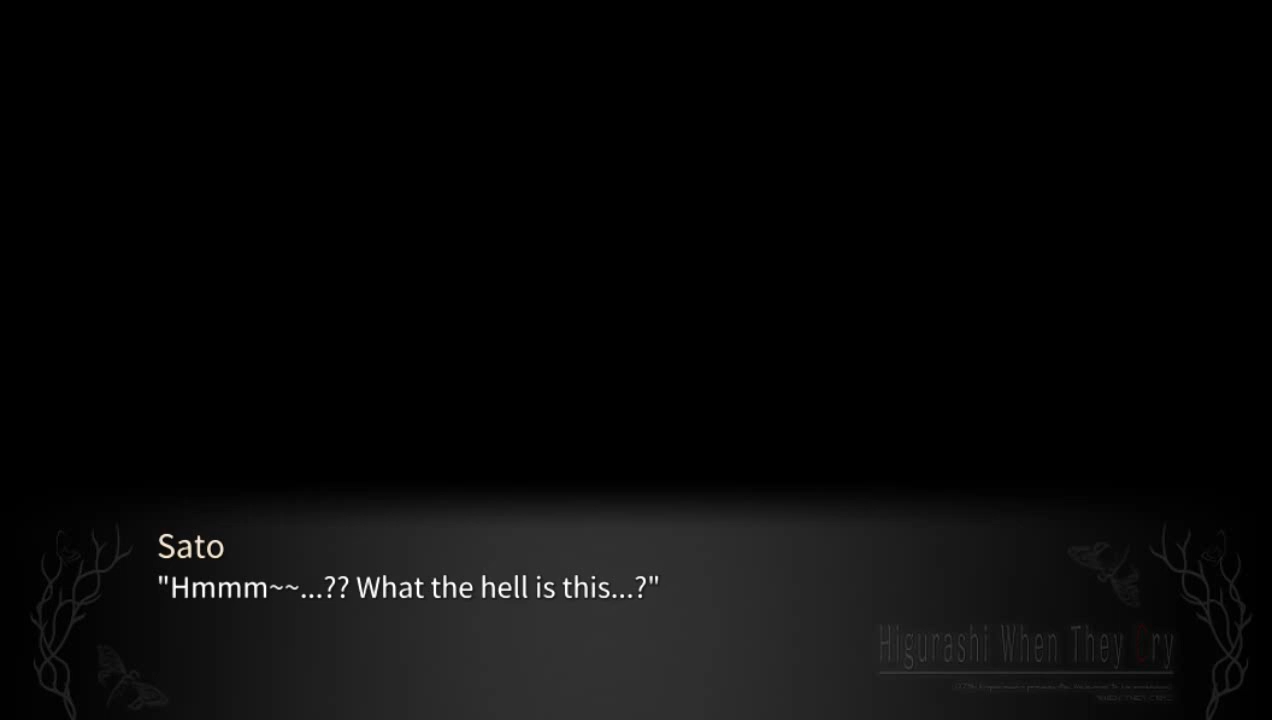 Sato
"Hmmm~~...?? What the hell is this...?"
Higurashi When They Cry